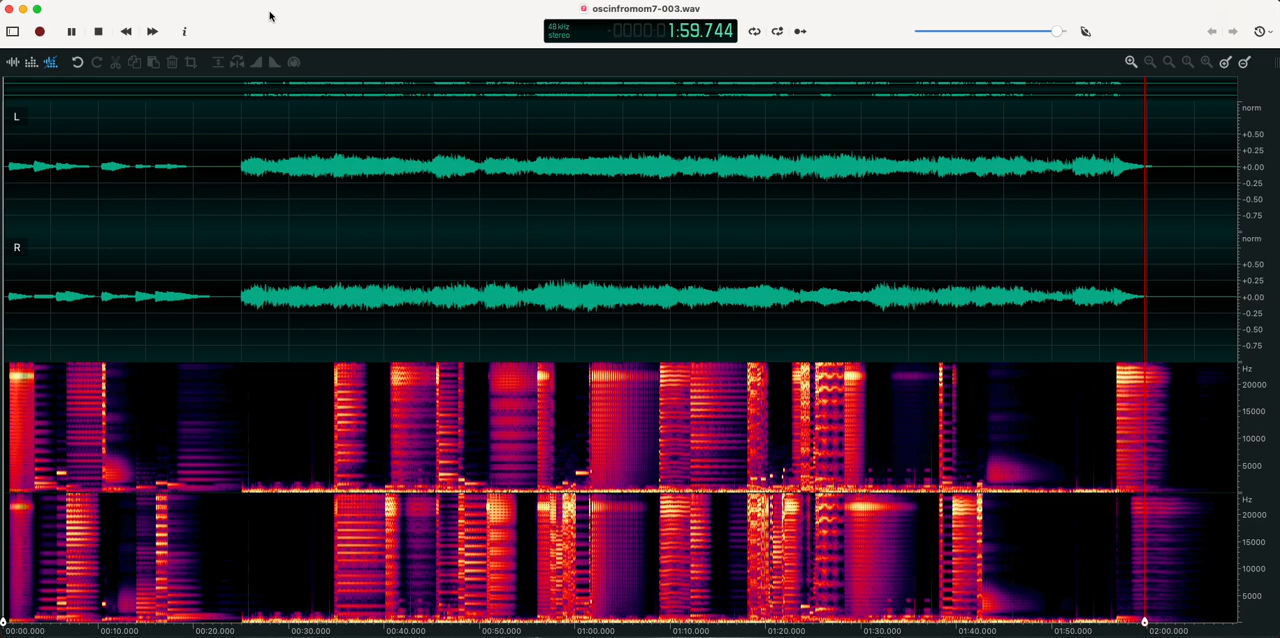 oscinfromom7-003.wav
48 kHz
stereo
1:59.744
L
norm
+0.50
+0.25
+0.00
-0.25
-0.50
-0.75
R
norm
+0.50
+0.25
+0.00
-0.25
-0.50
-0.75
Hz
20000
15000
10000
5000
Hz
20000
15000
10000
5000
00:00.000 00:10.000 00:20.000 00:30.000 00:40.000 00:50.000 01:00.000 01:10.000 01:20.000 01:30.000 01:40.000 01:50.000 02:00.000